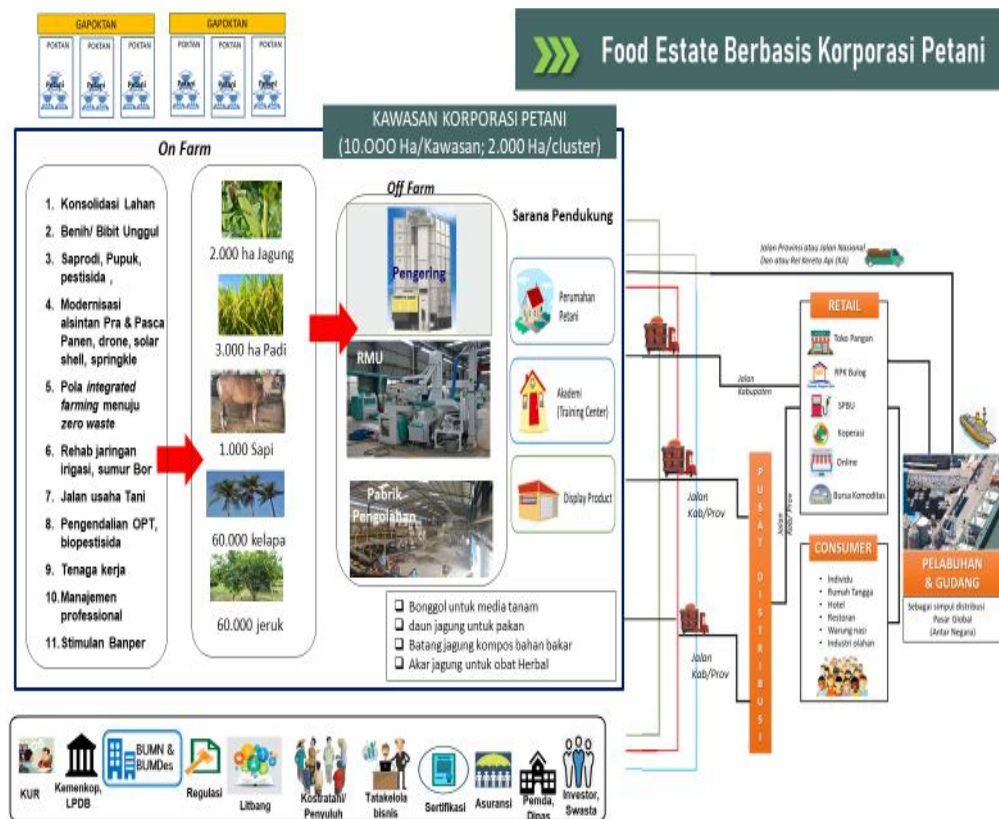 GAPOKTAN
GAPOKTAN
POKTAN
POKTAN
POKTAN
POKTAN
POKTAN
POKTAN
Petani
Petani
Petani
Petani
Petani
Petani
Food Estate Berbasis Korporasi Petani
KAWASAN KORPORASI PETANI
(10.000 Ha/Kawasan; 2.000 Ha/cluster)
On Farm
1. Konsolidasi Lahan
2. Benih/ Bibit Unggul
3. Saprodi, Pupuk,
pestisida ,
4. Modernisasi
alsintan Pra & Pasca
Panen, drone, solar
shell, springkle
5. Pola integrated
farming menuju
zero waste
6. Rehab jaringan
irigasi, sumur Bor
7. Jalan usaha Tani
8. Pengendalian OPT,
biopestisida
9. Tenaga kerja
10. Manajemen
professional
11. Stimulan Banper
2.000 ha Jagung
3.000 ha Padi
1.000 Sapi
60.000 kelapa
60.000 jeruk
Off Farm
Pengering
RMU
Pabrik
Pengolahan
Sarana Pendukung
Perumahan
Petani
Akademi
(Training Center)
Display Product
Bonggol untuk media tanam
daun jagung untuk pakan
Batang jagung kompos bahan bakar
Akar jagung untuk obat Herbal
Jalan Provinsi atau Jalan Nasional
Dan atau Rel Kereta Api (KA)
Jalan
Kabupaten
Jalan
Kab/Prov
Jalan
Kab/Prov
PUSAT DISTRIBUSI
Jalan
Kab/ Prov
RETAIL
Toko Pangan
RPK Bulog
SPBU
Koperasi
Online
Bursa Komoditas
CONSUMER
• Individu
• Rumah Tangga
• Hotel
• Restoran
• Warung nasi
• Industri olahan
PELABUHAN
& GUDANG
Sebagai simpul distribusi
Pasar Global
(Antar Negara)
KUR
Kemenkop,
LPDB
BUMN &
BUMDes
Regulasi
Litbang
Kostratani/
Penyuluh
Tatakelola
bisnis
Sertifikasi
Asuransi
Pemda,
Dinas
Investor,
Swasta